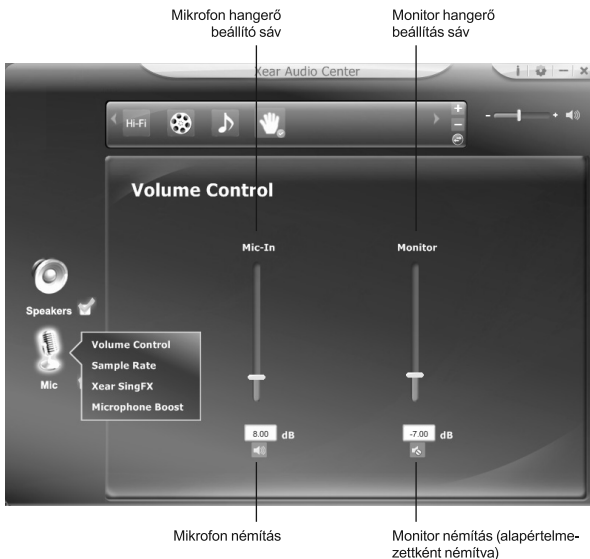 Mikrofon hangerő
beállító sáv
Monitor hangerő
beállítás sáv
Xear Audio Center
Hi-Fi
Volume Control
Mic-In
Monitor
Speakers
Mic
Volume Control
Sample Rate
Xear SingFX
Microphone Boost
8.00 dB
-7.00 dB
Mikrofon némítás
Monitor némítás (alapértelme-
zettként némítva)